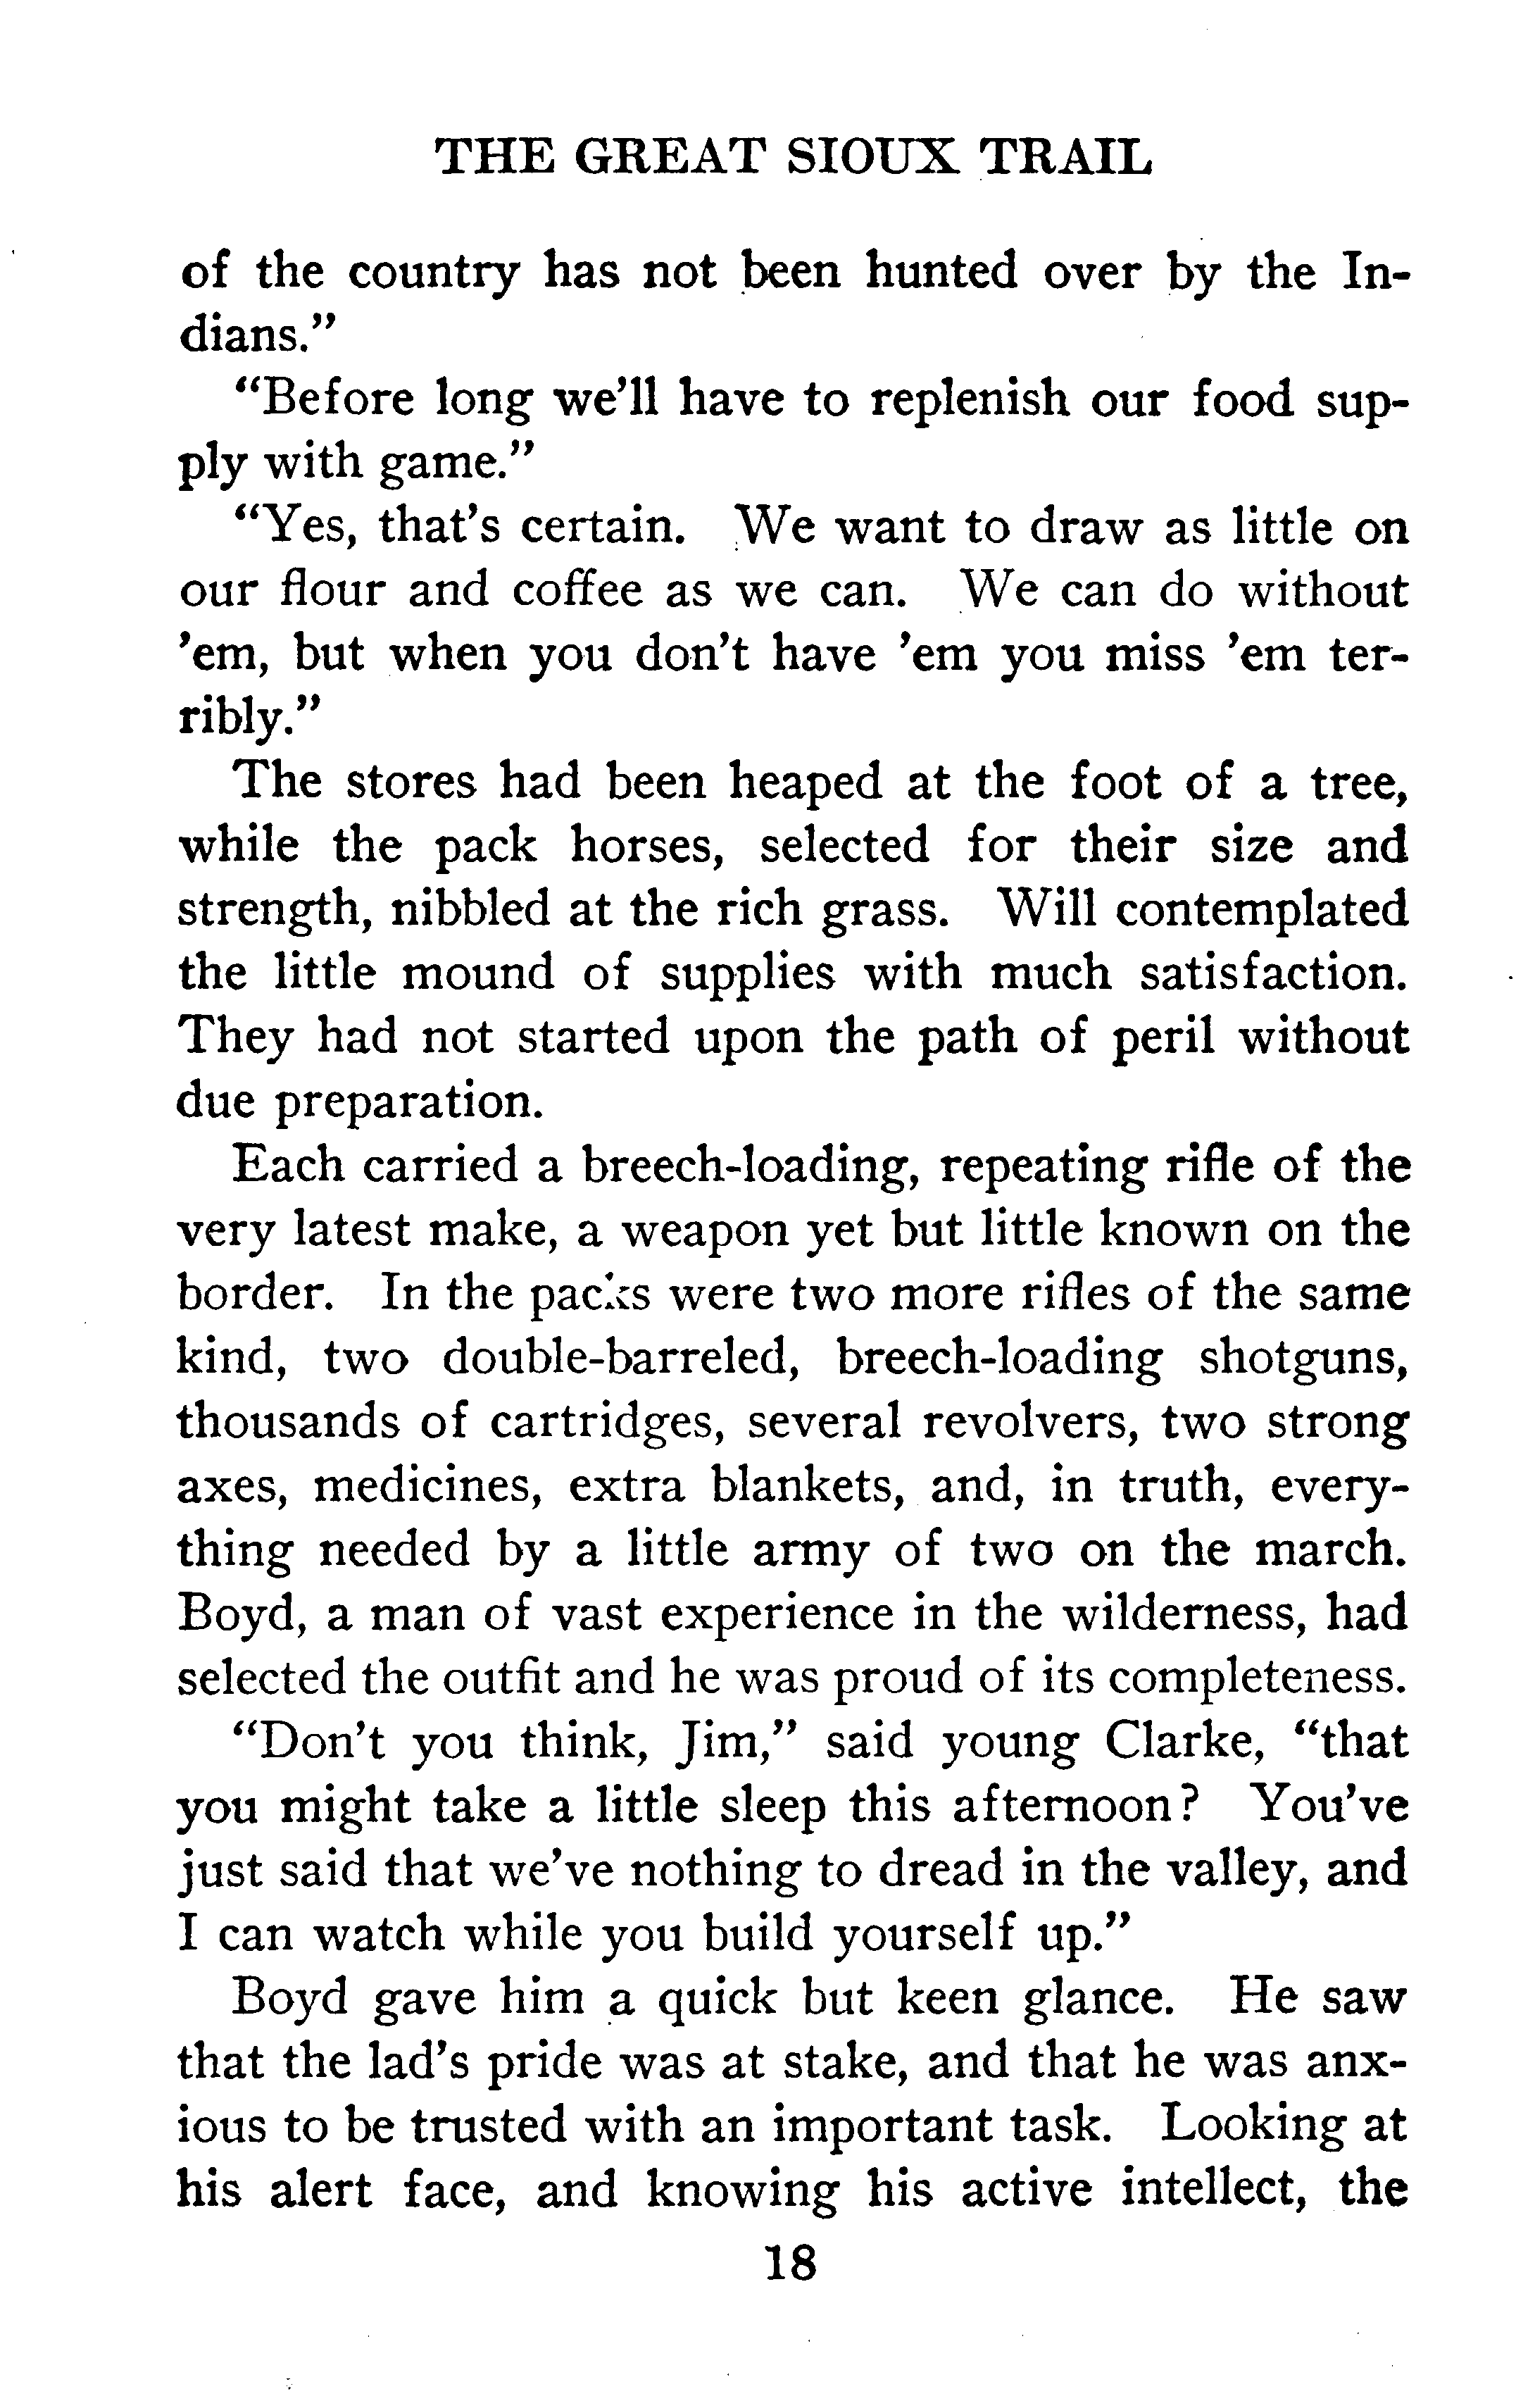 THE GREAT SIOUX TRAIL
of the country has not been hunted over by the In-
dians."
"Before long we'll have to replenish our food sup-
ply with game."
"Yes, that's certain. We want to draw as little on
our flour and coffee as we can. We can do without
'em, but when you don't have 'em you miss 'em ter-
ribly."
The stores had been heaped at the foot of a tree,
while the pack horses, selected for their size and
strength, nibbled at the rich grass. Will contemplated
the little mound of supplies with much satisfaction.
They had not started upon the path of peril without
due preparation.
Each carried a breech-loading, repeating rifle of the
very latest make, a weapon yet but little known on the
border. In the packs were two more rifles of the same
kind, two double-barreled, breech-loading shotguns,
thousands of cartridges, several revolvers, two strong
axes, medicines, extra blankets, and, in truth, every-
thing needed by a little army of two on the march.
Boyd, a man of vast experience in the wilderness, had
selected the outfit and he was proud of its completeness.
"Don't you think, Jim," said young Clarke, "that
you might take a little sleep this afternoon? You've
just said that we've nothing to dread in the valley, and
I can watch while you build yourself up."
Boyd gave him a quick but keen glance. He saw
that the lad's pride was at stake, and that he was anx-
ious to be trusted with an important task. Looking at
his alert face, and knowing his active intellect, the
18